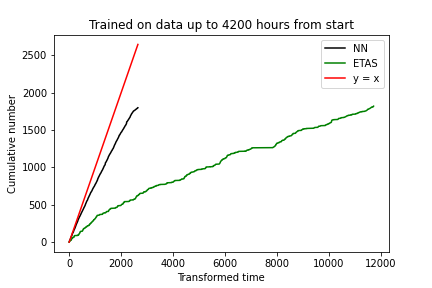 Trained on data up to 4200 hours from start
NN
ETAS
y = x
Cumulative number
2500
2000
1500
1000
500
0
0 2000 4000 6000 8000 10000 12000
Transformed time